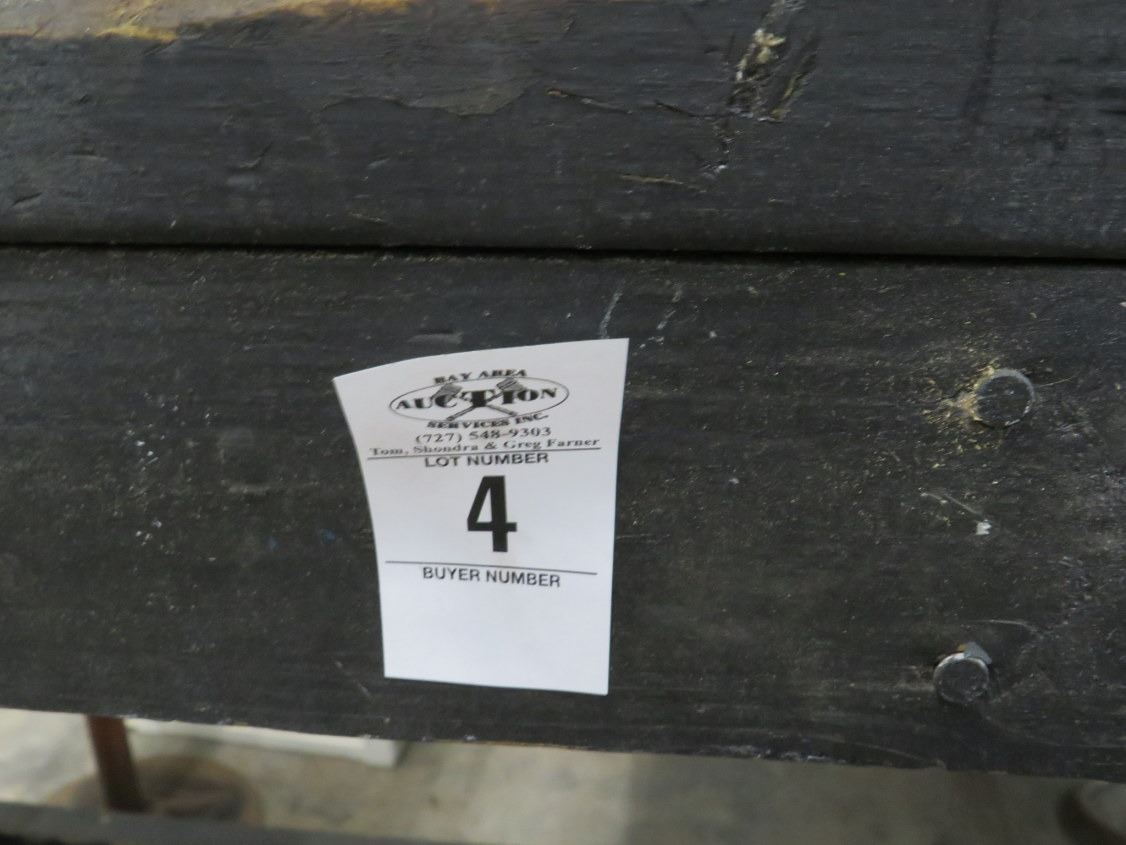 BAY AREA
AUCTION
SERVICES INC.
(727) 548-9303
Tom, Shondra & Greg Farner
LOT NUMBER
4
BUYER NUMBER